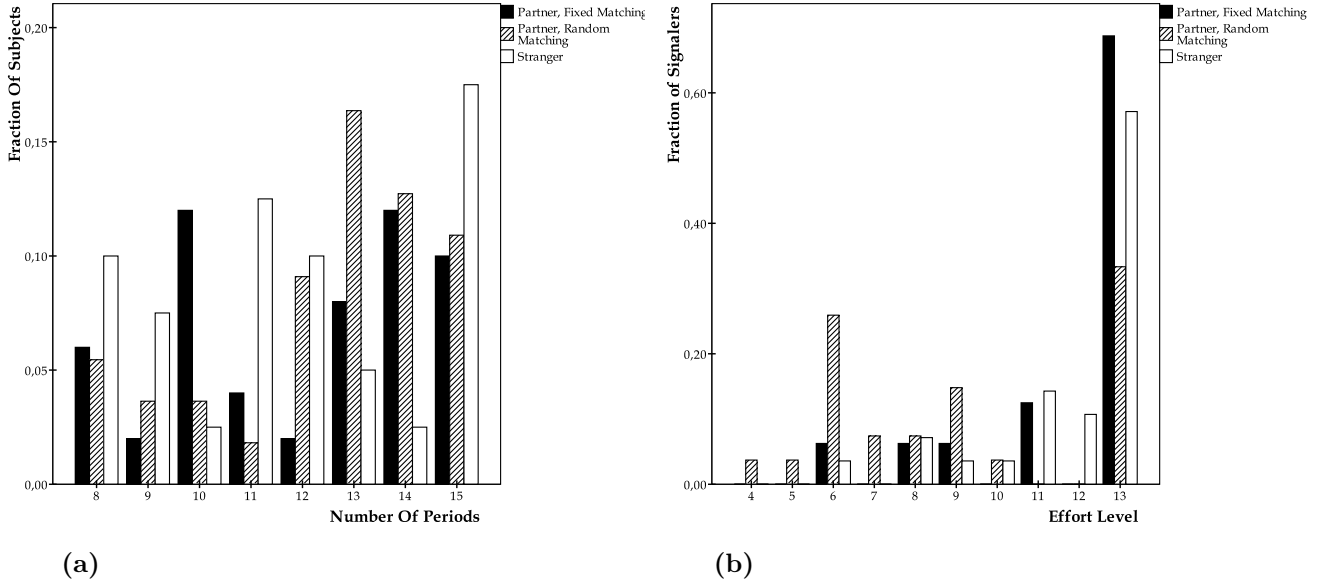 Fraction Of Subjects
0,20
0,15
0,10
0,05
0,00
8 9 10 11 12 13 14 15
Number Of Periods
Partner, Fixed Matching
Partner, Random
Matching
Stranger
(a)
Fraction of Signalers
0,60
0,40
0,20
0,00
4 5 6 7 8 9 10 11 12 13
Effort Level
Partner, Fixed Matching
Partner, Random
Matching
Stranger
(b)